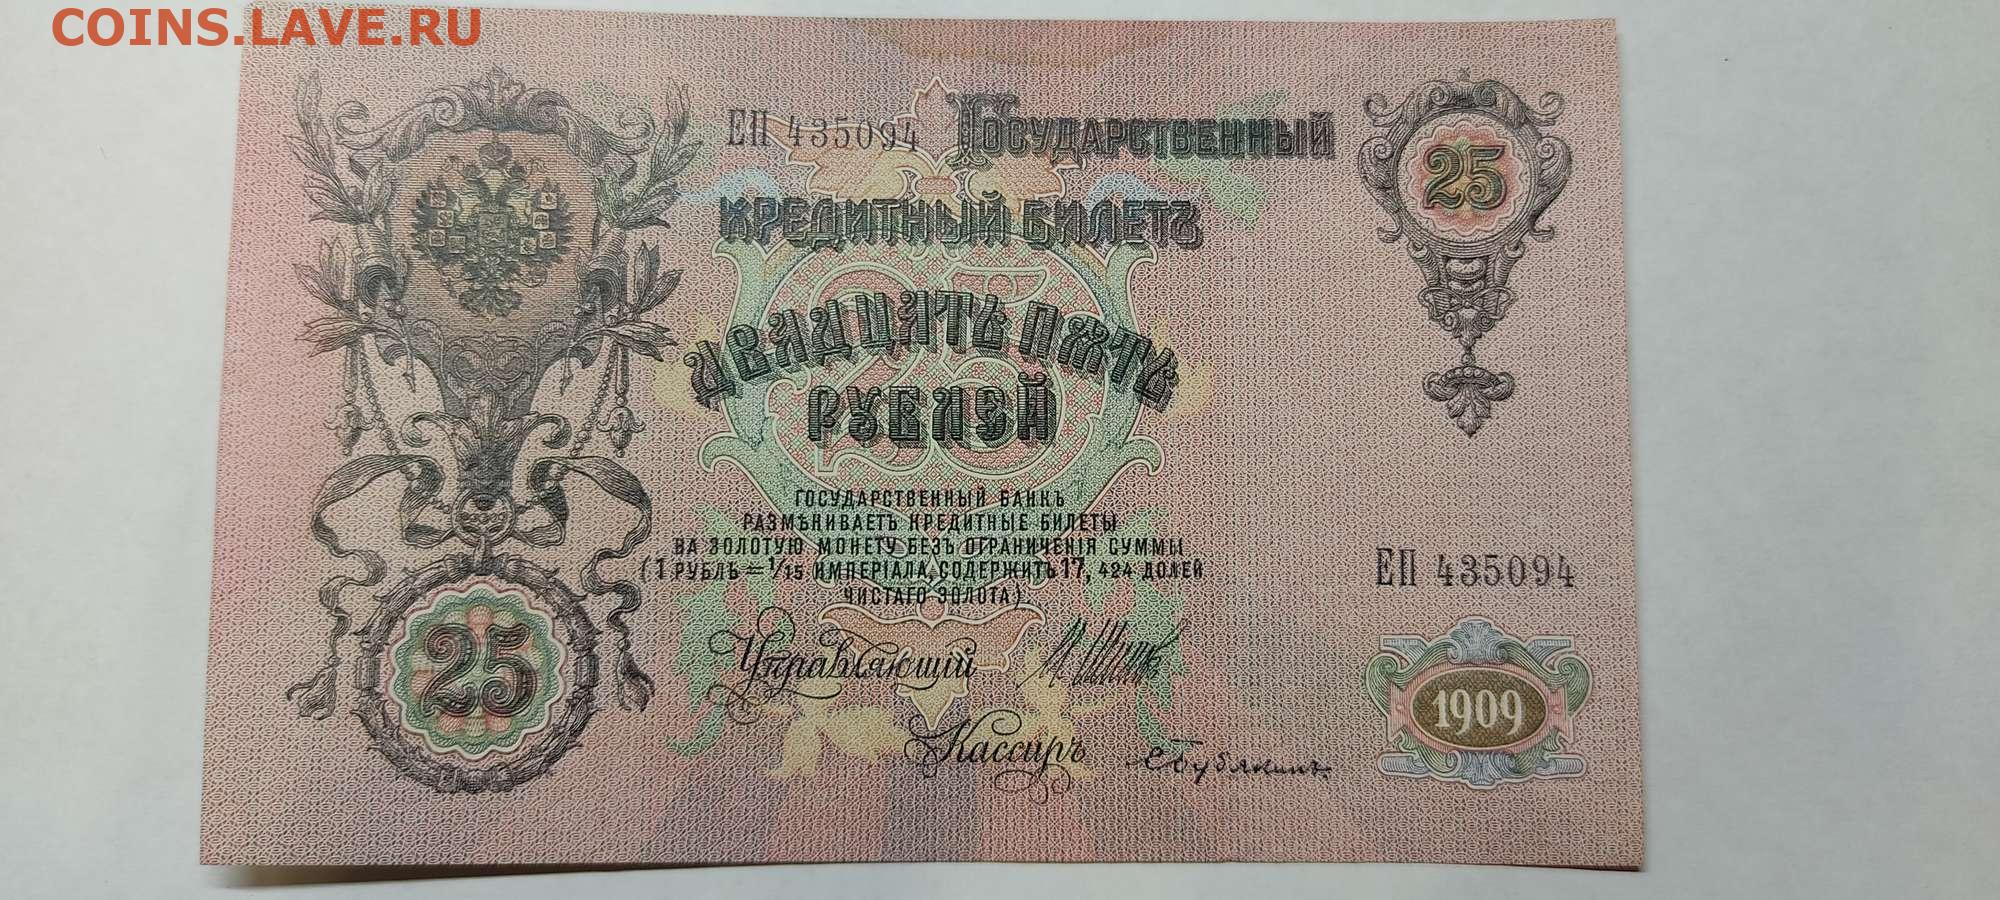 COINS.LAVE.RU
ЕП 435094 ГОСУДАРСТВЕННЫЙ
25
КРЕДИТНЫЙ БИЛЕТЪ
25
ДВАДЦАТЬ ПѦТЬ
РУБЛЕЙ
ГОСУДАРСТВЕННЫЙ БАНКЪ
РАЗМѢНИВАЕТЪ КРЕДИТНЫЕ БИЛЕТЫ
НА ЗОЛОТУЮ МОНЕТУ БЕЗЪ ОГРАНИЧЕНІЯ СУММЫ
(1 РУБЛЬ = 1/15 ИМПЕРІАЛА, СОДЕРЖИТЪ 17, 424 ДОЛЕЙ
ЧИСТАГО ЗОЛОТА).
ЕП 435094
25
Управляющій
1909
Кассиръ